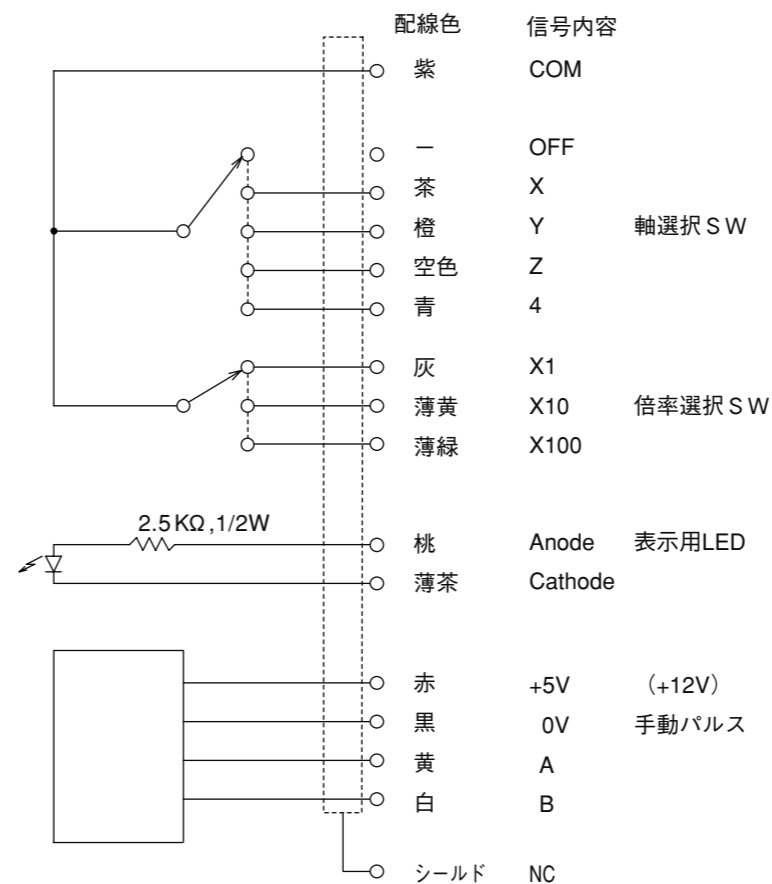 配線色 信号内容
紫 COM
－ OFF
茶 X
橙 Y 軸選択ＳＷ
空色 Z
青 4
灰 X1
薄黄 X10 倍率選択ＳＷ
薄緑 X100
2.5KΩ,1/2W
桃 Anode 表示用LED
薄茶 Cathode
赤 +5V （+12V）
黒 0V 手動パルス
黄 A
白 B
シールド NC